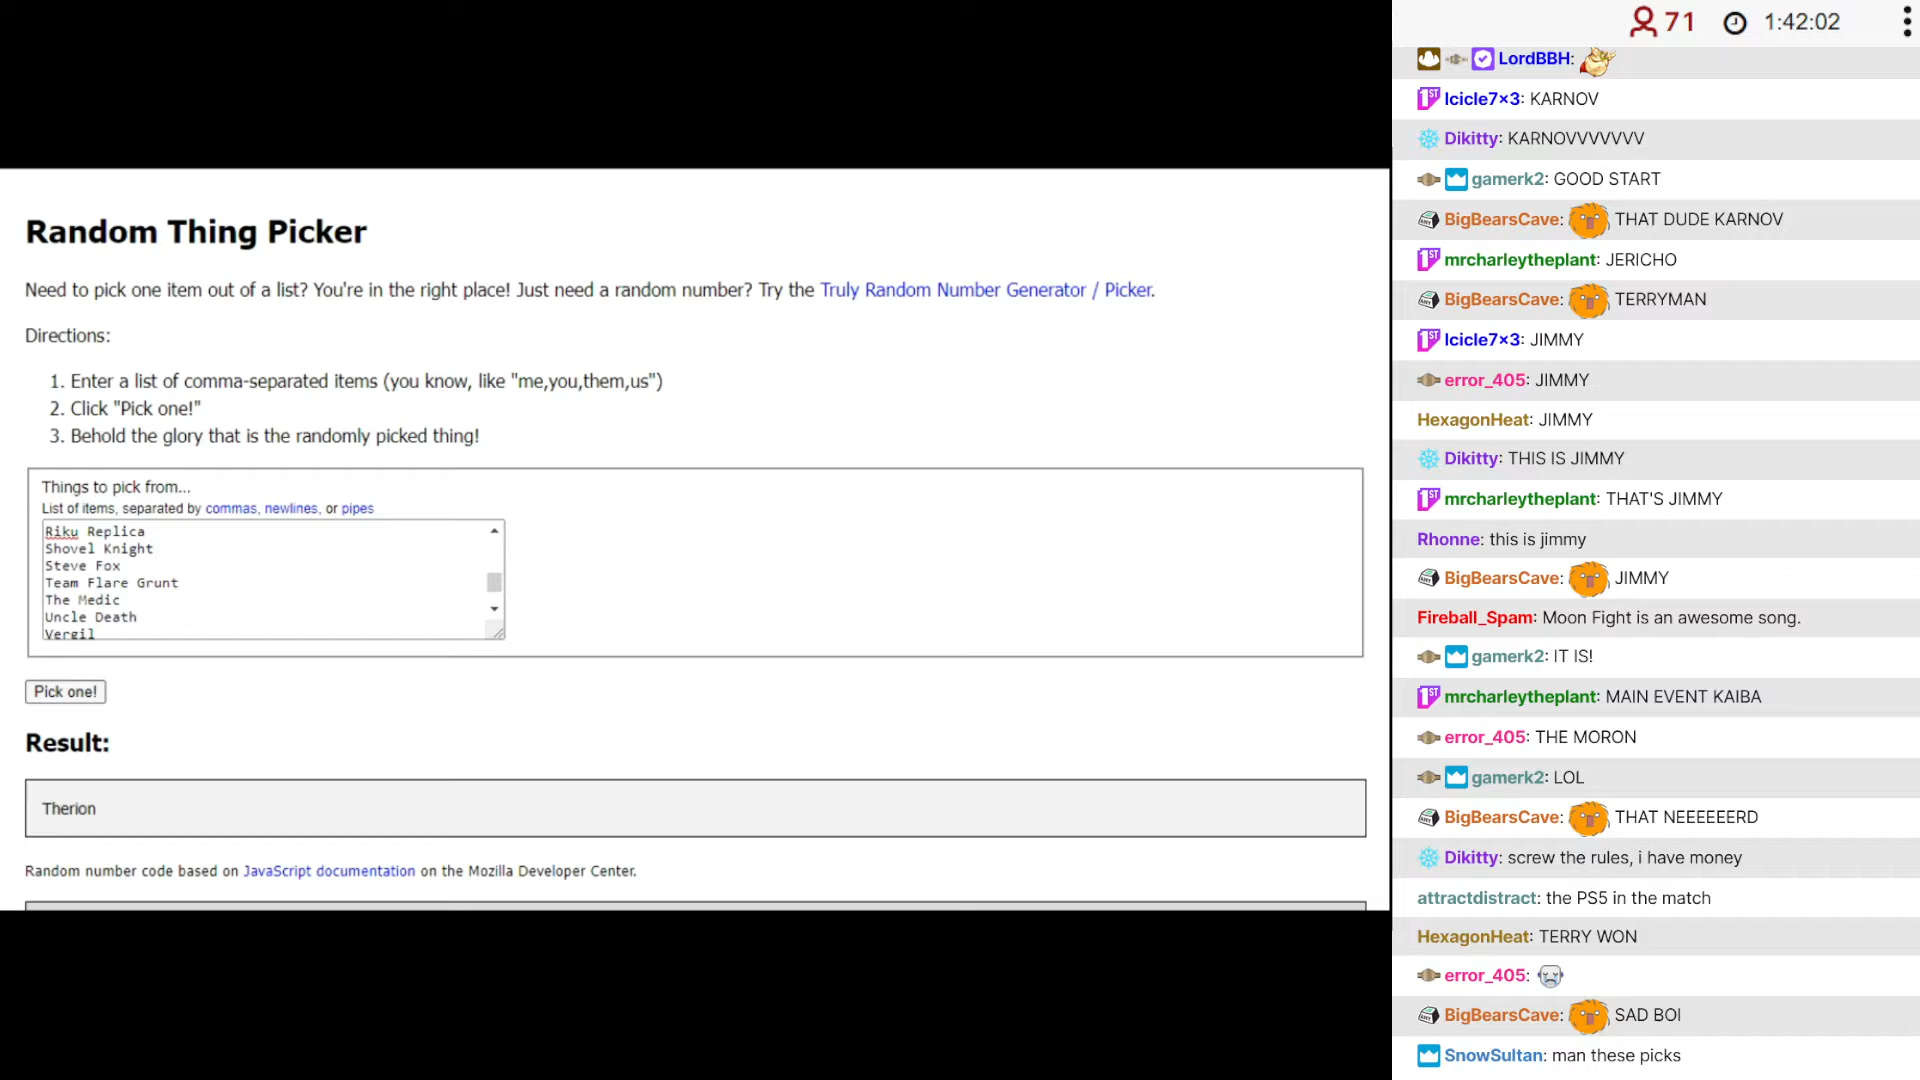 Random Thing Picker
Need to pick one item out of a list? You're in the right place! Just need a random number? Try the Truly Random Number Generator / Picker.
Directions:
1. Enter a list of comma-separated items (you know, like "me,you,them,us")
2. Click "Pick one!"
3. Behold the glory that is the randomly picked thing!
Things to pick from...
List of items, separated by commas, newlines, or pipes
Riku Replica
Shovel Knight
Steve Fox
Team Flare Grunt
The Medic
Uncle Death
Vergil
Pick one!
Result:
Therion
Random number code based on JavaScript documentation on the Mozilla Developer Center.
71 1:42:02
LordBBH:
Icicle7x3: KARNOV
Dikitty: KARNOVVVVVVV
gamerk2: GOOD START
BigBearsCave: THAT DUDE KARNOV
mrcharleytheplant: JERICHO
BigBearsCave: TERRYMAN
Icicle7x3: JIMMY
error_405: JIMMY
HexagonHeat: JIMMY
Dikitty: THIS IS JIMMY
mrcharleytheplant: THAT'S JIMMY
Rhonne: this is jimmy
BigBearsCave: JIMMY
Fireball_Spam: Moon Fight is an awesome song.
gamerk2: IT IS!
mrcharleytheplant: MAIN EVENT KAIBA
error_405: THE MORON
gamerk2: LOL
BigBearsCave: THAT NEEEEEERD
Dikitty: screw the rules, i have money
attractdistract: the PS5 in the match
HexagonHeat: TERRY WON
error_405:
BigBearsCave: SAD BOI
SnowSultan: man these picks